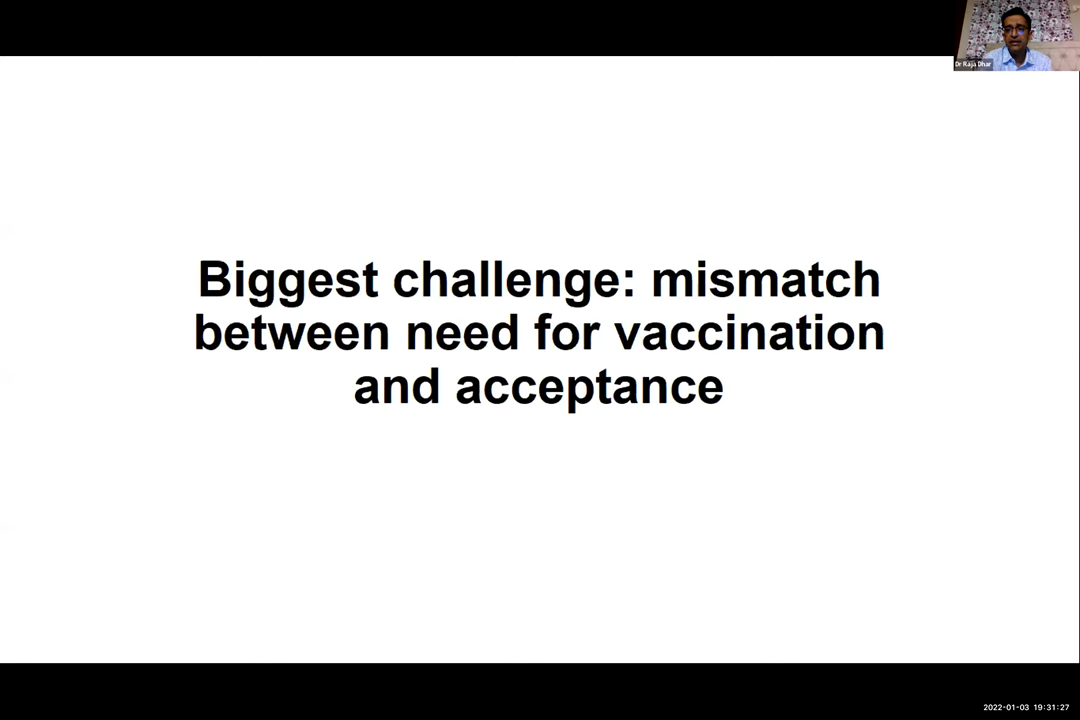 Dr Raja Dhar
Biggest challenge: mismatch
between need for vaccination
and acceptance
2022-01-03 19:31:27